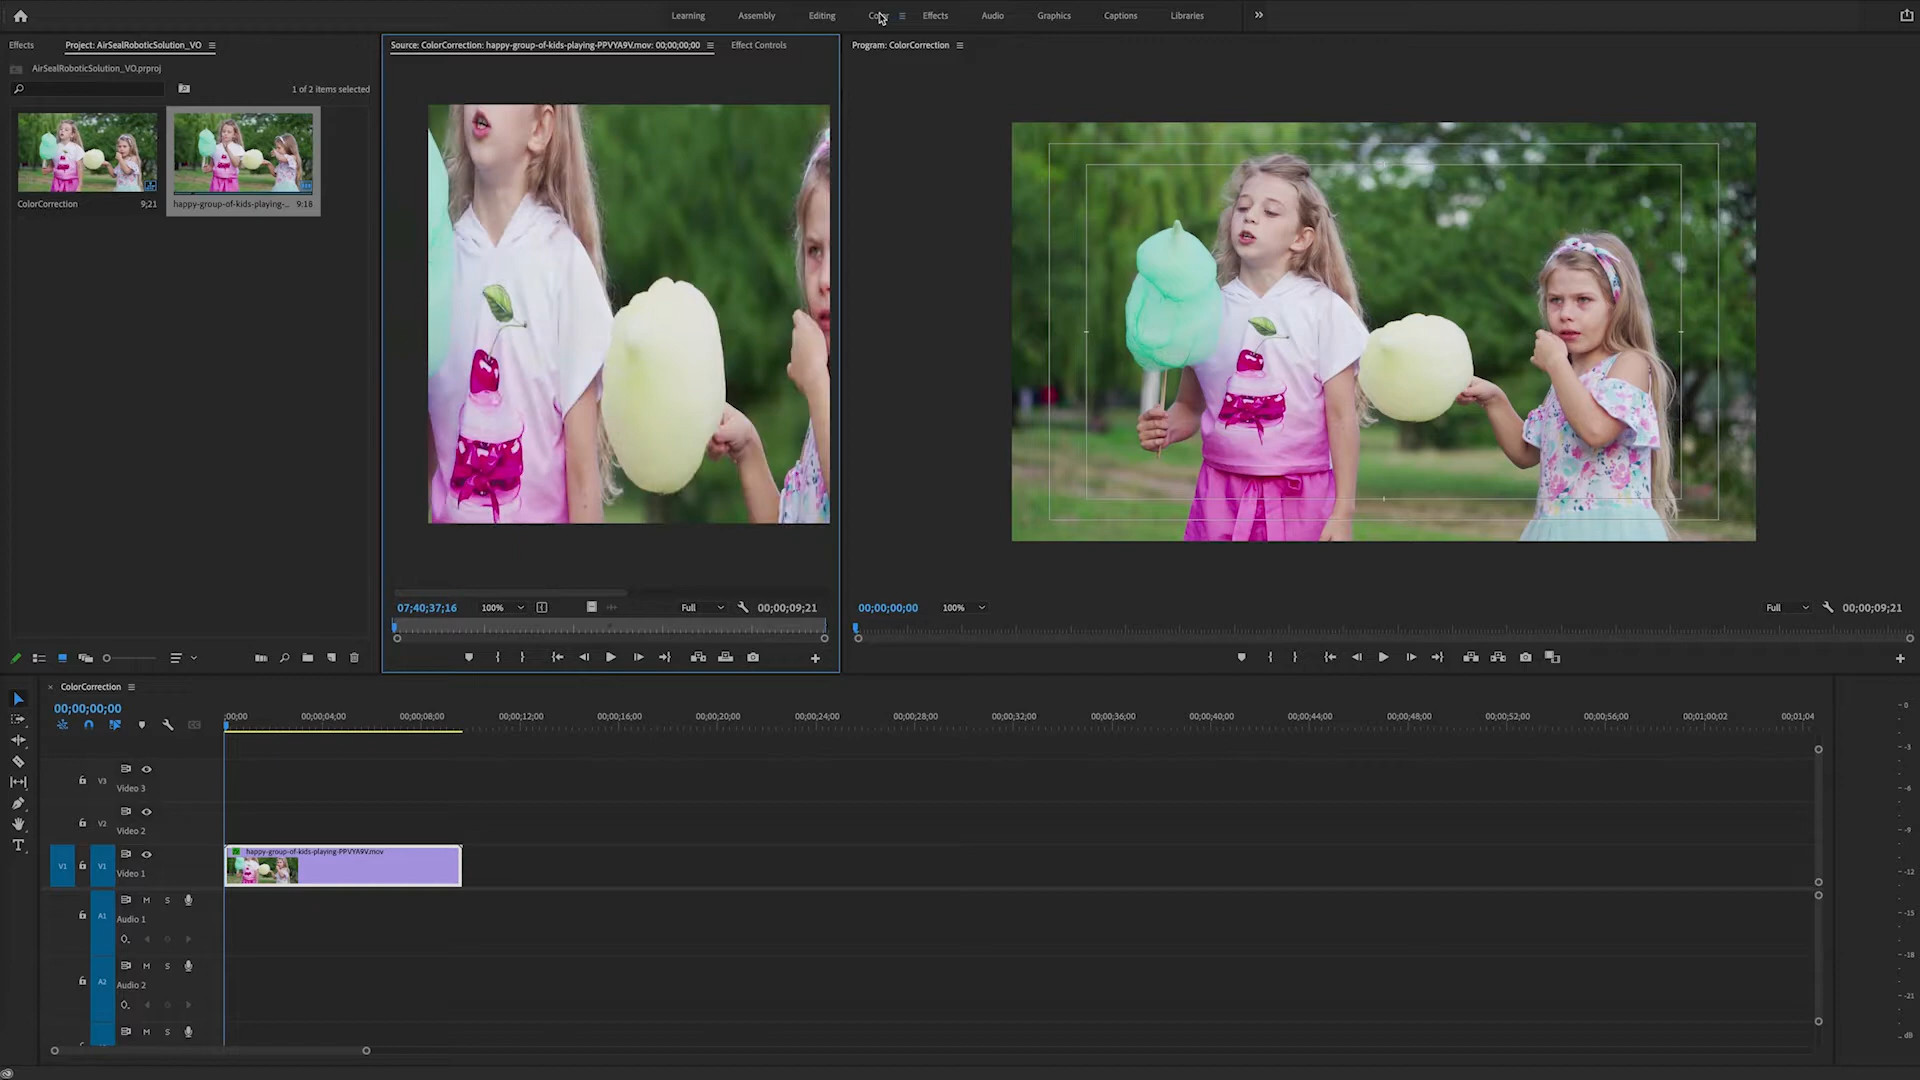 Learning Assembly Editing Color Effects Audio Graphics Captions Libraries
Effects Project: AirSealRoboticSolution_VO
AirSealRoboticSolution_VO.prproj
1 of 2 items selected
ColorCorrection 9;21
happy-group-of-kids-playing-... 9:18
Source: ColorCorrection: happy-group-of-kids-playing-PPVYA9V.mov: 00;00;00;00 Effect Controls
07;40;37;16 100% Full 00;00;09;21
Program: ColorCorrection
00;00;00;00 100% Full 00;00;09;21
ColorCorrection
00;00;00;00
;00;00 00;00;04;00 00;00;08;00 00;00;12;00 00;00;16;00 00;00;20;00 00;00;24;00 00;00;28;00 00;00;32;00 00;00;36;00 00;00;40;00 00;00;44;00 00;00;48;00 00;00;52;00 00;00;56;00 00;01;00;02 00;01;04
V3 Video 3
V2 Video 2
V1 V1 Video 1
happy-group-of-kids-playing-PPVYA9V.mov
A1 M S Audio 1
A2 M S Audio 2
M S
0
-3
-6
-9
-12
-15
-18
-21
dB